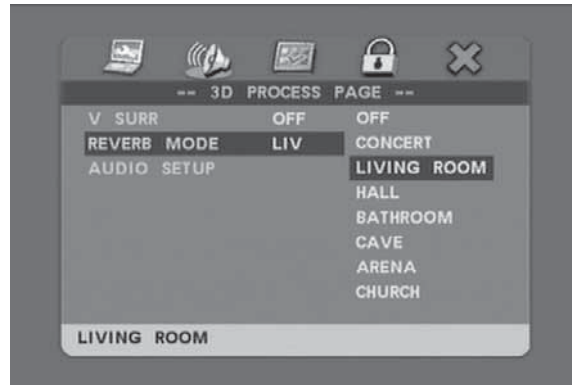 -- 3D PROCESS PAGE --
V SURR OFF OFF
REVERB MODE LIV CONCERT
AUDIO SETUP LIVING ROOM
HALL
BATHROOM
CAVE
ARENA
CHURCH
LIVING ROOM